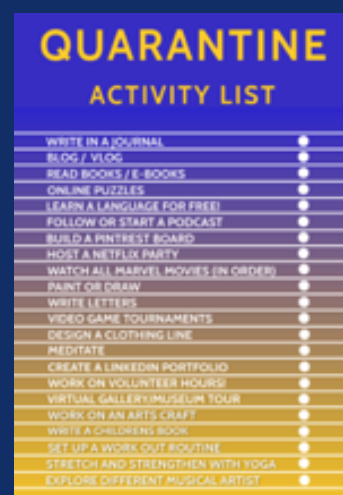 QUARANTINE
ACTIVITY LIST
WRITE IN A JOURNAL
BLOG / VLOG
READ BOOKS / E-BOOKS
ONLINE PUZZLES
LEARN A LANGUAGE FOR FREE!
FOLLOW OR START A PODCAST
BUILD A PINTREST BOARD
HOST A NETFLIX PARTY
WATCH ALL MARVEL MOVIES (IN ORDER)
PAINT OR DRAW
WRITE LETTERS
VIDEO GAME TOURNAMENTS
DESIGN A CLOTHING LINE
MEDITATE
CREATE A LINKEDIN PORTFOLIO
WORK ON VOLUNTEER HOURS!
VIRTUAL GALLERY/MUSEUM TOUR
WORK ON AN ARTS CRAFT
WRITE A CHILDRENS BOOK
SET UP A WORK OUT ROUTINE
STRETCH AND STRENGTHEN WITH YOGA
EXPLORE DIFFERENT MUSICAL ARTIST